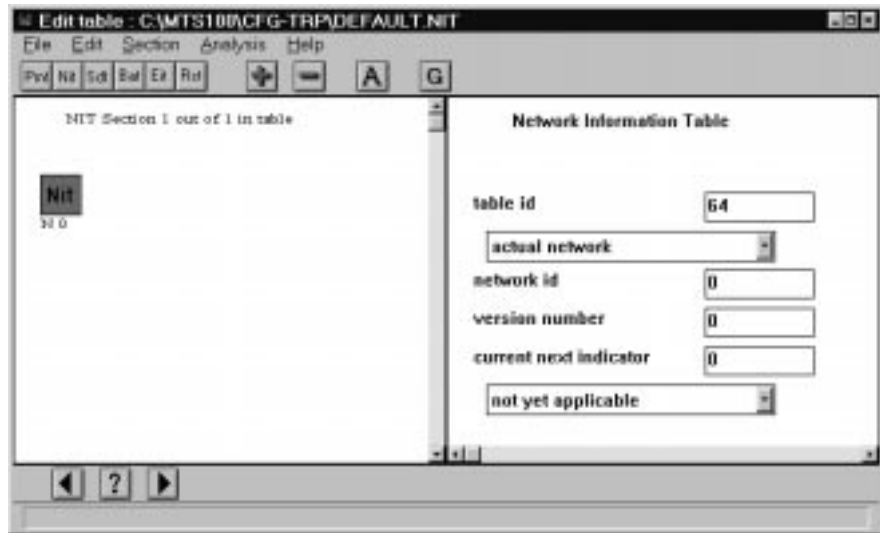 Edit table : C:\MTS100\CFG-TRP\DEFAULT.NIT
File Edit Section Analysis Help
Pmt Nit Sdt Bat Eit Rst A G
NIT Section 1 out of 1 in table
Nit
N 0
Network Information Table
table id 64
actual network
network id 0
version number 0
current next indicator 0
not yet applicable
?